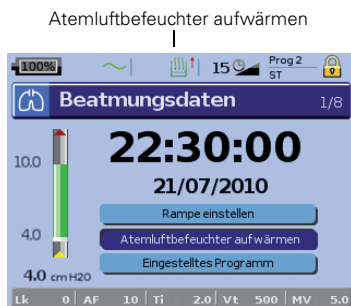 Atemluftbefeuchter aufwärmen
100% 15 Prog 2
ST
Beatmungsdaten 1/8
22:30:00
10.0
21/07/2010
Rampe einstellen
4.0 Atemluftbefeuchter aufwärmen
Eingestelltes Programm
4.0 cmH2O
Lk 0 AF 10 Ti 2.0 Vt 500 MV 5.0